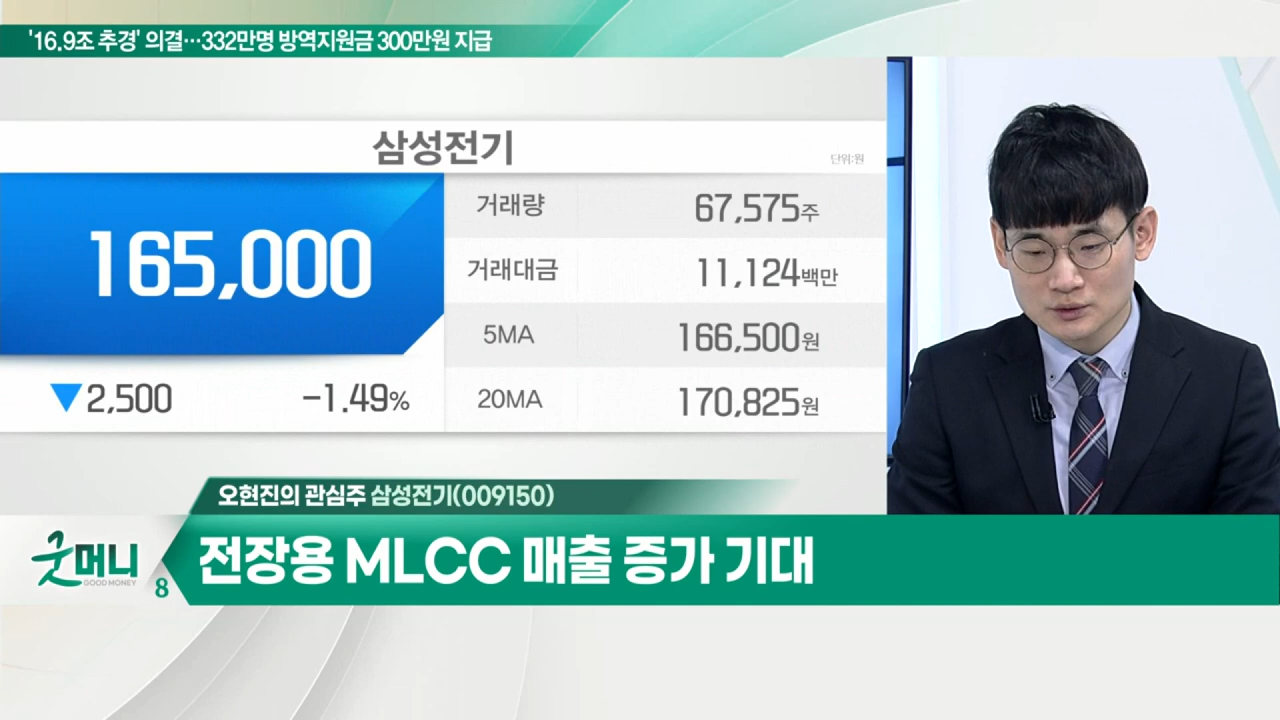 '16.9조 추경' 의결…332만명 방역지원금 300만원 지급
삼성전기
단위:원
165,000
▼2,500 -1.49%
거래량 67,575주
거래대금 11,124백만
5MA 166,500원
20MA 170,825원
오현진의 관심주 삼성전기(009150)
굿머니
GOOD MONEY
8
전장용 MLCC 매출 증가 기대